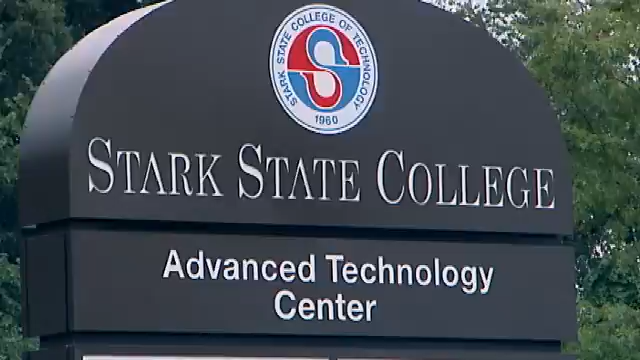 STARK STATE COLLEGE OF TECHNOLOGY
1960
STARK STATE COLLEGE
Advanced Technology
Center